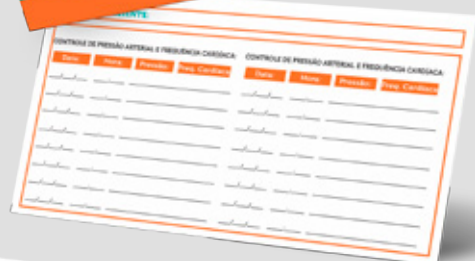 CONTROLE DE PRESSÃO ARTERIAL E FREQUÊNCIA CARDÍACA:
Data Hora Pressão Freq. Cardíaca
CONTROLE DE PRESSÃO ARTERIAL E FREQUÊNCIA CARDÍACA:
Data Hora Pressão Freq. Cardíaca